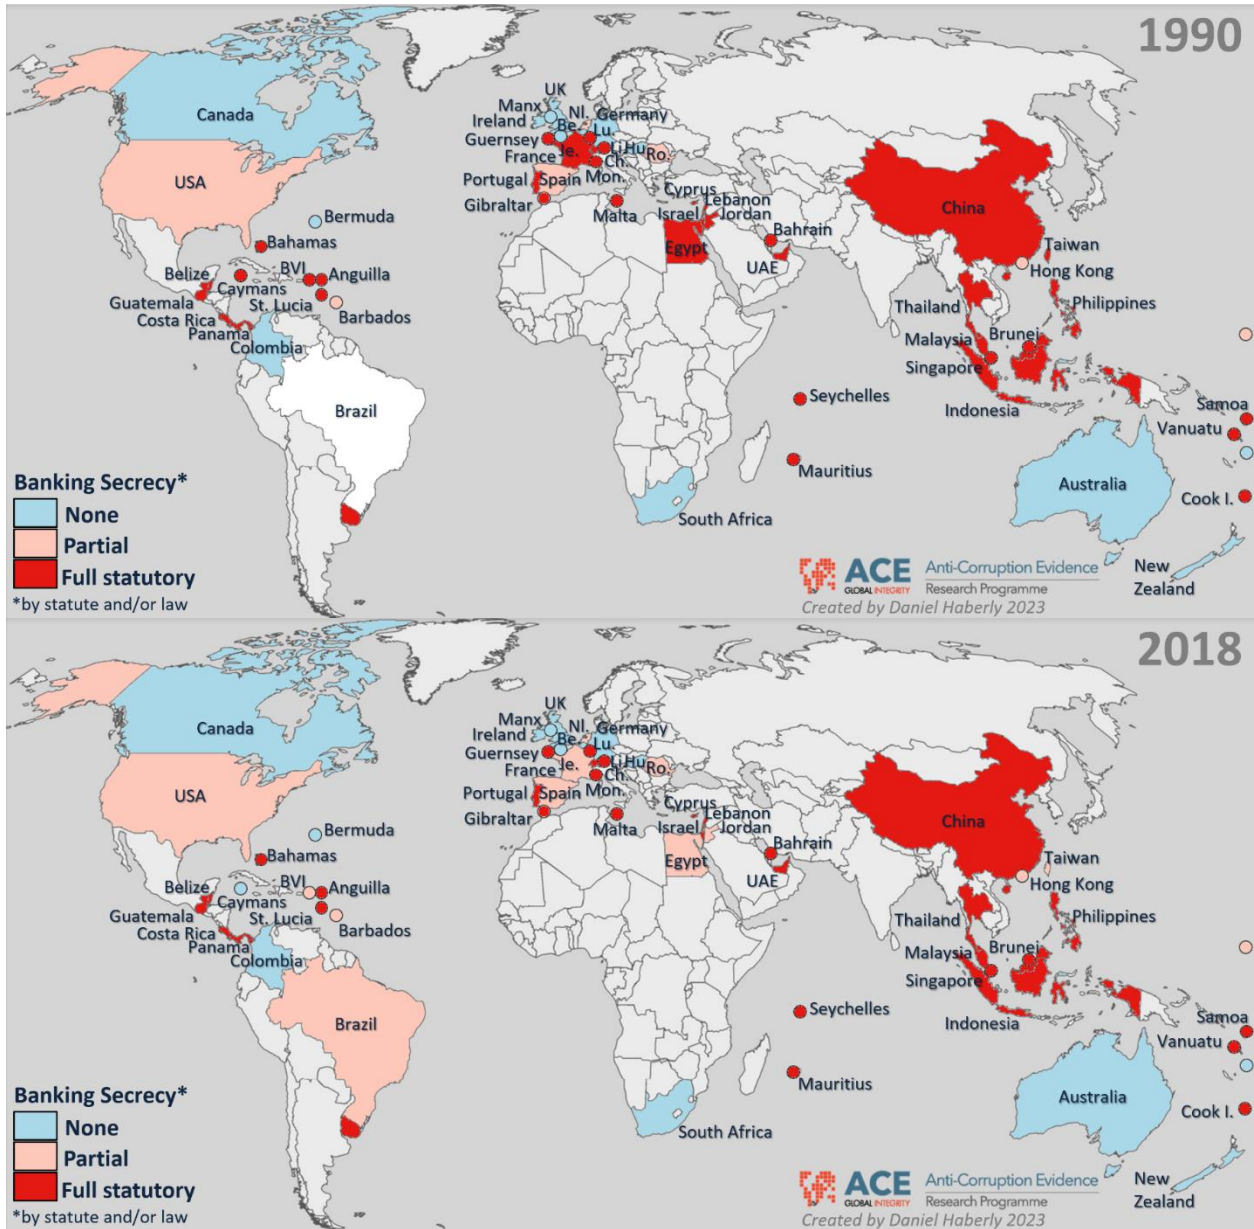 1990
Canada
USA
Bermuda
Bahamas
Belize
BVI
Anguilla
Caymans
Guatemala
St. Lucia
Costa Rica
Barbados
Panama
Colombia
Brazil
UK
Manx
Nl.
Germany
Ireland
Be.
Lu.
Guernsey
Je.
Li.
Hu.
Ro.
France
Ch.
Portugal
Spain
Mon.
Gibraltar
Malta
Cyprus
Lebanon
Israel
Jordan
Egypt
Bahrain
UAE
China
Taiwan
Hong Kong
Thailand
Philippines
Malaysia
Brunei
Singapore
Indonesia
Seychelles
Mauritius
Samoa
Vanuatu
Cook I.
Australia
South Africa
New
Zealand
Banking Secrecy*
None
Partial
Full statutory
*by statute and/or law
ACE
GLOBAL INTEGRITY
Anti-Corruption Evidence
Research Programme
Created by Daniel Haberly 2023
2018
Canada
USA
Bermuda
Bahamas
Belize
BVI
Anguilla
Caymans
Guatemala
St. Lucia
Costa Rica
Barbados
Panama
Colombia
Brazil
UK
Manx
Nl.
Germany
Ireland
Be.
Lu.
Guernsey
Je.
Li.
Hu.
Ro.
France
Ch.
Portugal
Spain
Mon.
Gibraltar
Malta
Cyprus
Lebanon
Israel
Jordan
Egypt
Bahrain
UAE
China
Taiwan
Hong Kong
Thailand
Philippines
Malaysia
Brunei
Singapore
Indonesia
Seychelles
Mauritius
Samoa
Vanuatu
Cook I.
Australia
South Africa
New
Zealand
Banking Secrecy*
None
Partial
Full statutory
*by statute and/or law
ACE
GLOBAL INTEGRITY
Anti-Corruption Evidence
Research Programme
Created by Daniel Haberly 2023